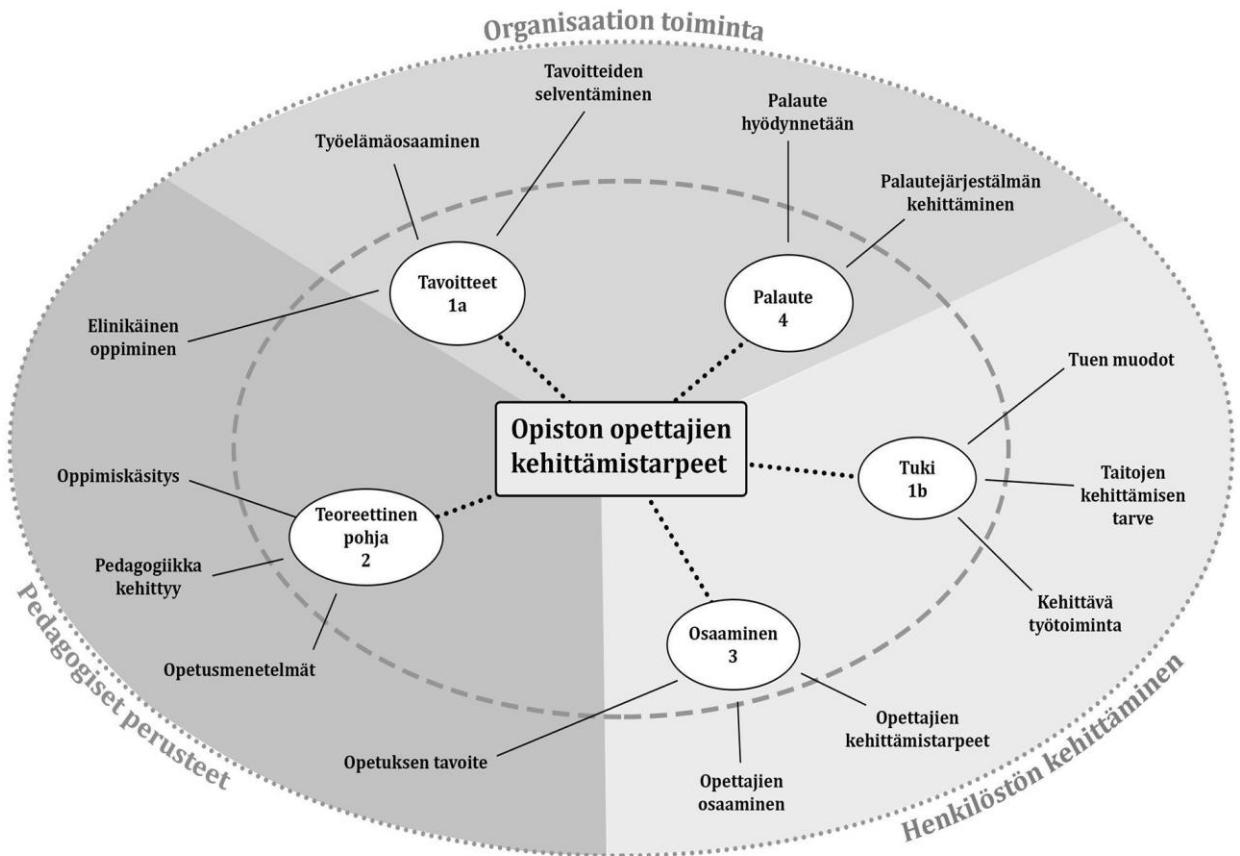 Organisaation toiminta
Tavoitteiden
selventäminen
Työelämäosaaminen
Palaute
hyödynnetään
Palautejärjestälmän
kehittäminen
Tavoitteet
1a
Palaute
4
Elinikäinen
oppiminen
Tuen muodot
Opiston opettajien
kehittämistarpeet
Tuki
1b
Taitojen
kehittämisen
tarve
Oppimiskäsitys
Teoreettinen
pohja
2
Pedagogiikka
kehittyy
Opetusmenetelmät
Kehittävä
työtoiminta
Osaaminen
3
Opetuksen tavoite
Opettajien
osaaminen
Opettajien
kehittämistarpeet
Pedagogiset perusteet
Henkilöstön kehittäminen